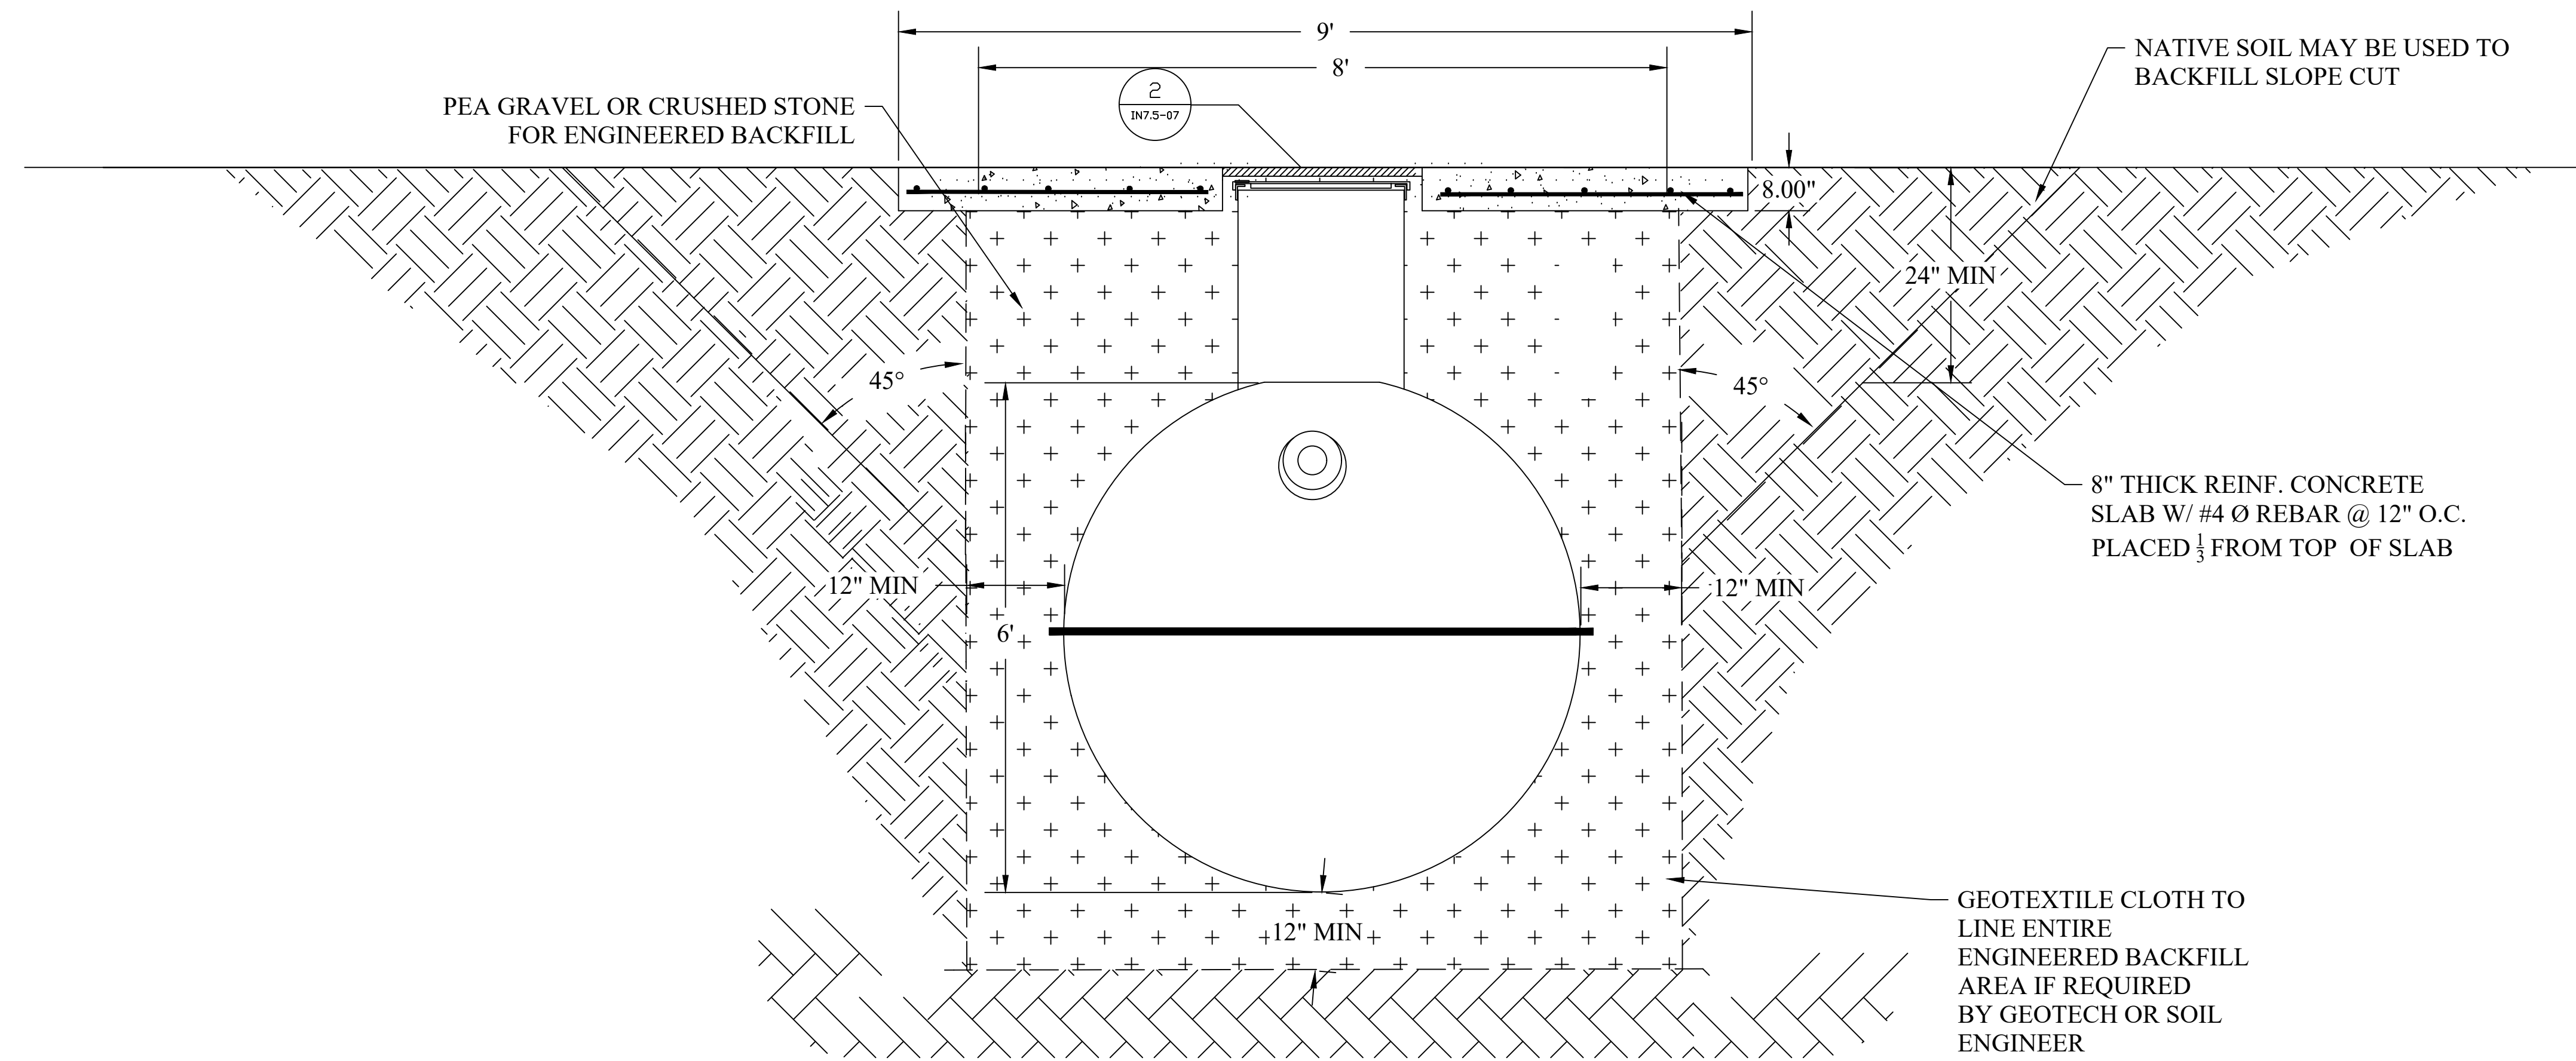 9'
8'
2
IN7.5-07
NATIVE SOIL MAY BE USED TO
BACKFILL SLOPE CUT
PEA GRAVEL OR CRUSHED STONE
FOR ENGINEERED BACKFILL
8.00"
24" MIN
45°
45°
8" THICK REINF. CONCRETE
SLAB W/ #4 Ø REBAR @ 12" O.C.
PLACED 1/3 FROM TOP OF SLAB
12" MIN
12" MIN
6'
12" MIN
GEOTEXTILE CLOTH TO
LINE ENTIRE
ENGINEERED BACKFILL
AREA IF REQUIRED
BY GEOTECH OR SOIL
ENGINEER